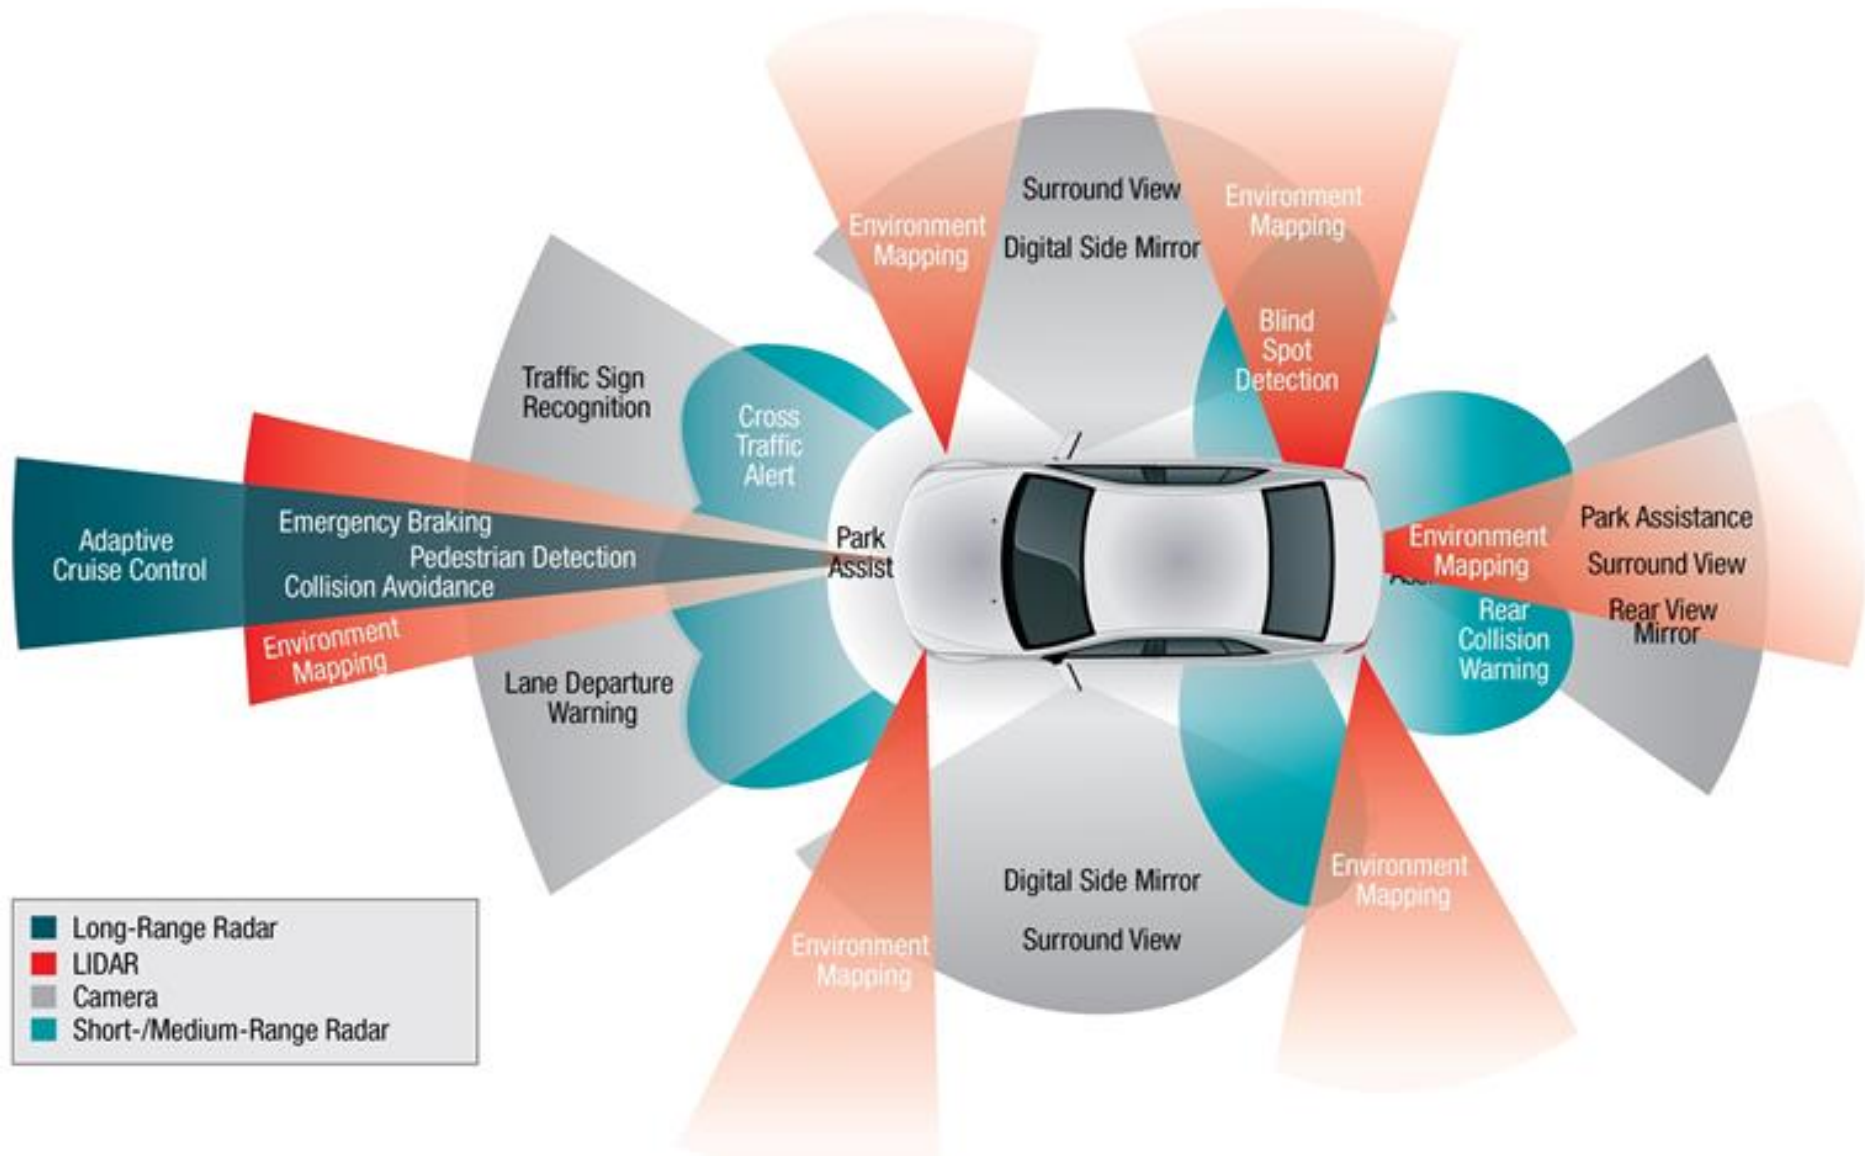 Surround View
Digital Side Mirror
Environment
Mapping
Environment
Mapping
Blind
Spot
Detection
Traffic Sign
Recognition
Cross
Traffic
Alert
Adaptive
Cruise Control
Emergency Braking
Pedestrian Detection
Collision Avoidance
Environment
Mapping
Park
Assist
Lane Departure
Warning
Environment
Mapping
Park Assistance
Surround View
Rear View
Mirror
Rear
Collision
Warning
Digital Side Mirror
Surround View
Environment
Mapping
Environment
Mapping
Long-Range Radar
LIDAR
Camera
Short-/Medium-Range Radar